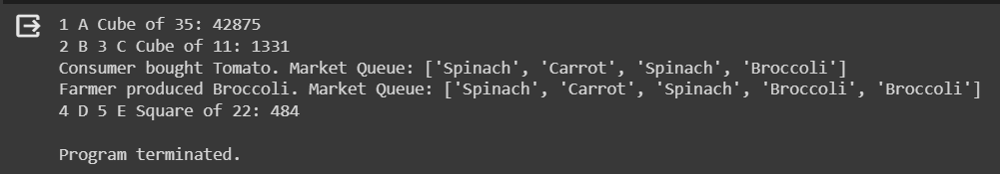 1 A Cube of 35: 42875
2 B 3 C Cube of 11: 1331
Consumer bought Tomato. Market Queue: ['Spinach', 'Carrot', 'Spinach', 'Broccoli']
Farmer produced Broccoli. Market Queue: ['Spinach', 'Carrot', 'Spinach', 'Broccoli', 'Broccoli']
4 D 5 E Square of 22: 484
Program terminated.